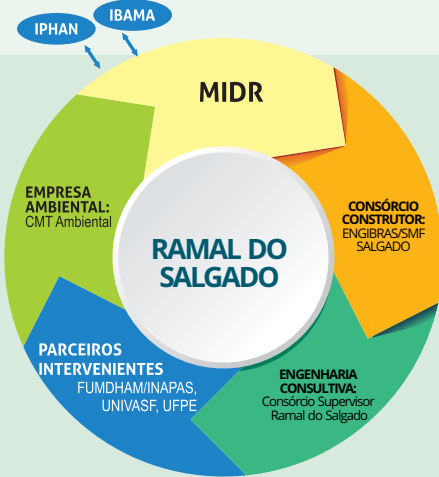 IPHAN
IBAMA
MIDR
CONSÓRCIO
CONSTRUTOR:
ENGIBRAS/SMF
SALGADO
ENGENHARIA
CONSULTIVA:
Consórcio Supervisor
Ramal do Salgado
PARCEIROS
INTERVENIENTES
FUMDHAM/INAPAS,
UNIVASF, UFPE
EMPRESA
AMBIENTAL:
CMT Ambiental
RAMAL DO
SALGADO